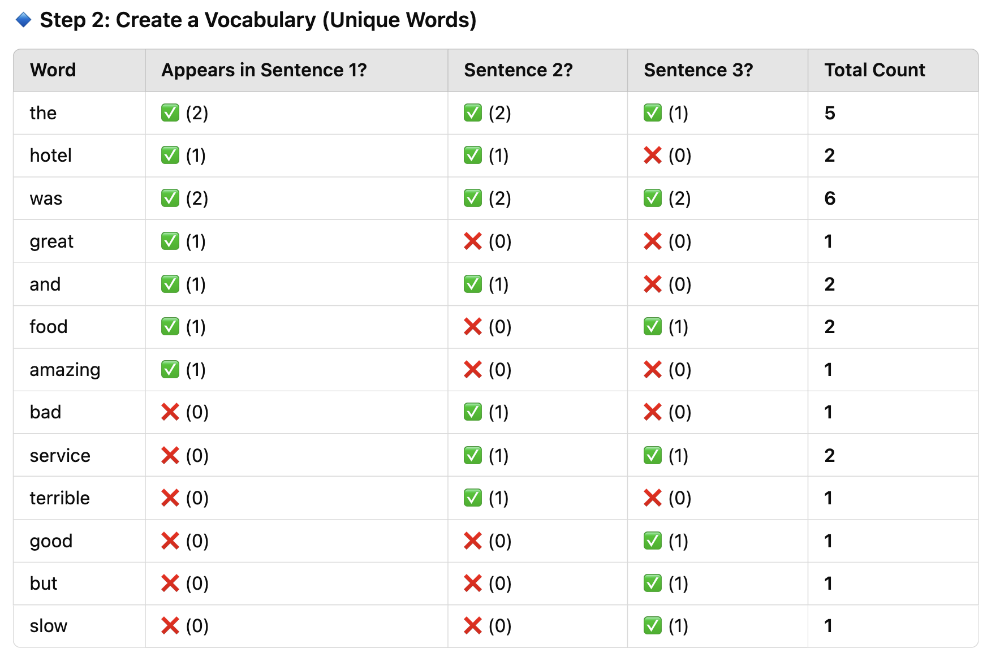 🔷 Step 2: Create a Vocabulary (Unique Words)
Word Appears in Sentence 1? Sentence 2? Sentence 3? Total Count
the ✅ (2) ✅ (2) ✅ (1) 5
hotel ✅ (1) ✅ (1) ❌ (0) 2
was ✅ (2) ✅ (2) ✅ (2) 6
great ✅ (1) ❌ (0) ❌ (0) 1
and ✅ (1) ✅ (1) ❌ (0) 2
food ✅ (1) ❌ (0) ✅ (1) 2
amazing ✅ (1) ❌ (0) ❌ (0) 1
bad ❌ (0) ✅ (1) ❌ (0) 1
service ❌ (0) ✅ (1) ✅ (1) 2
terrible ❌ (0) ✅ (1) ❌ (0) 1
good ❌ (0) ❌ (0) ✅ (1) 1
but ❌ (0) ❌ (0) ✅ (1) 1
slow ❌ (0) ❌ (0) ✅ (1) 1